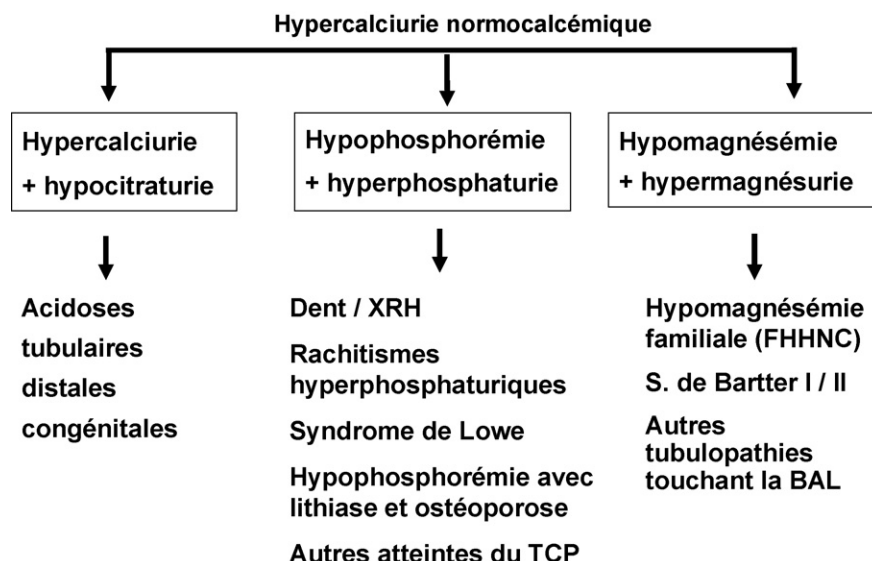 Hypercalciurie normocalcémique
Hypercalciurie
+ hypocitraturie
Hypophosphorémie
+ hyperphosphaturie
Hypomagnésémie
+ hypermagnésurie
Acidoses
tubulaires
distales
congénitales
Dent / XRH
Rachitismes
hyperphosphaturiques
Syndrome de Lowe
Hypophosphorémie avec
lithiase et ostéoporose
Autres atteintes du TCP
Hypomagnésémie
familiale (FHHNC)
S. de Bartter I / II
Autres
tubulopathies
touchant la BAL